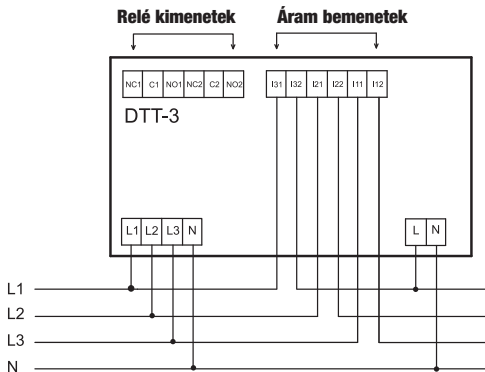 Relé kimenetek Áram bemenetek
NC1 C1 NO1 NC2 C2 NO2 I31 I32 I21 I22 I11 I12
DTT-3
L1 L2 L3 N L N
L1
L2
L3
N